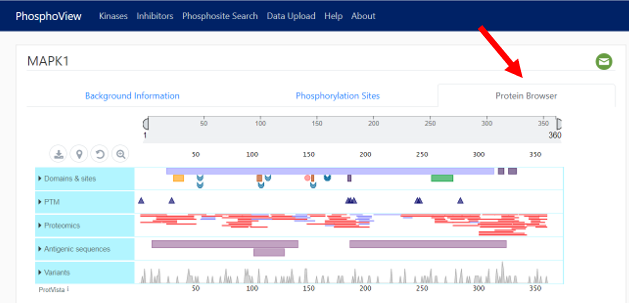 PhosphoView Kinases Inhibitors Phosphosite Search Data Upload Help About
MAPK1
Background Information Phosphorylation Sites Protein Browser
50 100 150 200 250 300 350
1 360
50 100 150 200 250 300 350
Domains & sites
PTM
Proteomics
Antigenic sequences
Variants
ProtVista i 50 100 150 200 250 300 350